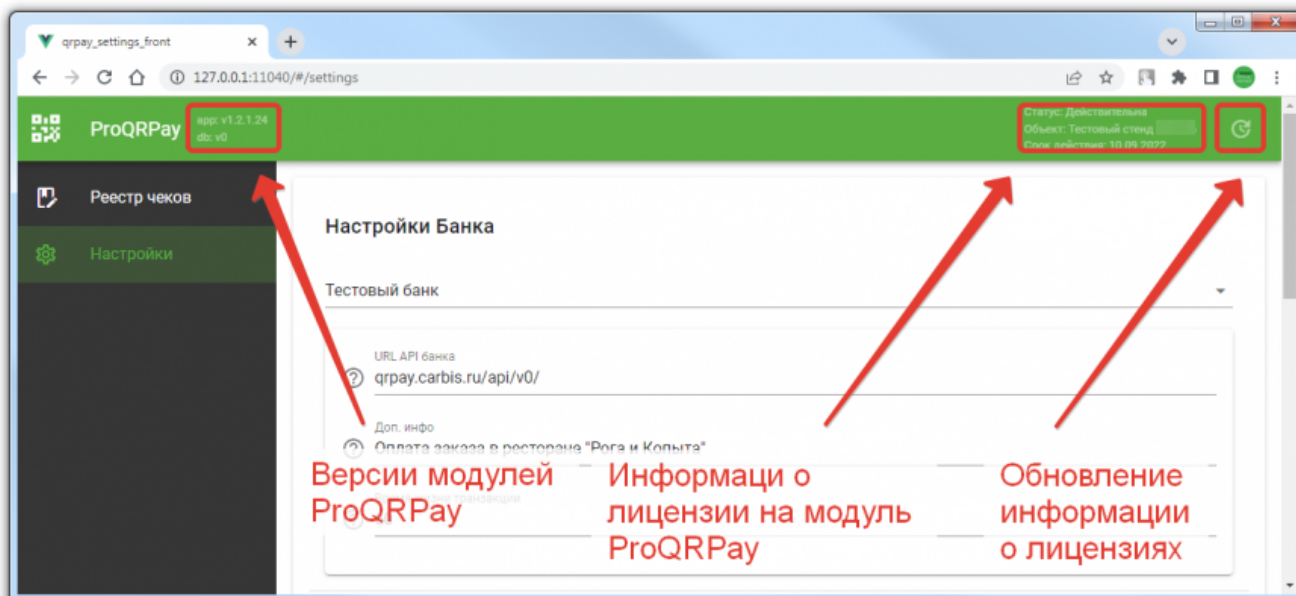 qrpay_settings_front
127.0.0.1:11040/#/settings
ProQRPay
app: v1.2.1.24
db: v0
Статус: Действительна
Объект: Тестовый стенд
Срок действия: 10.09.2022
Реестр чеков
Настройки
Настройки Банка
Тестовый банк
URL API банка
qrpay.carbis.ru/api/v0/
Доп. инфо
Оплата заказа в ресторане "Рога и Копыта"
транзакции
Версии модулей
ProQRPay
Информаци о
лицензии на модуль
ProQRPay
Обновление
информации
о лицензиях